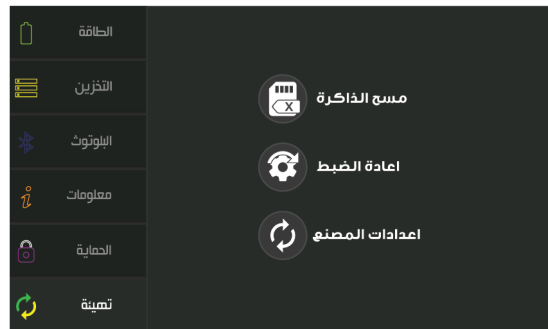 الطاقة
التخزين
البلوتوث
معلومات
الحماية
تهيئة
مسح الذاكرة
اعادة الضبط
اعدادات المصنع